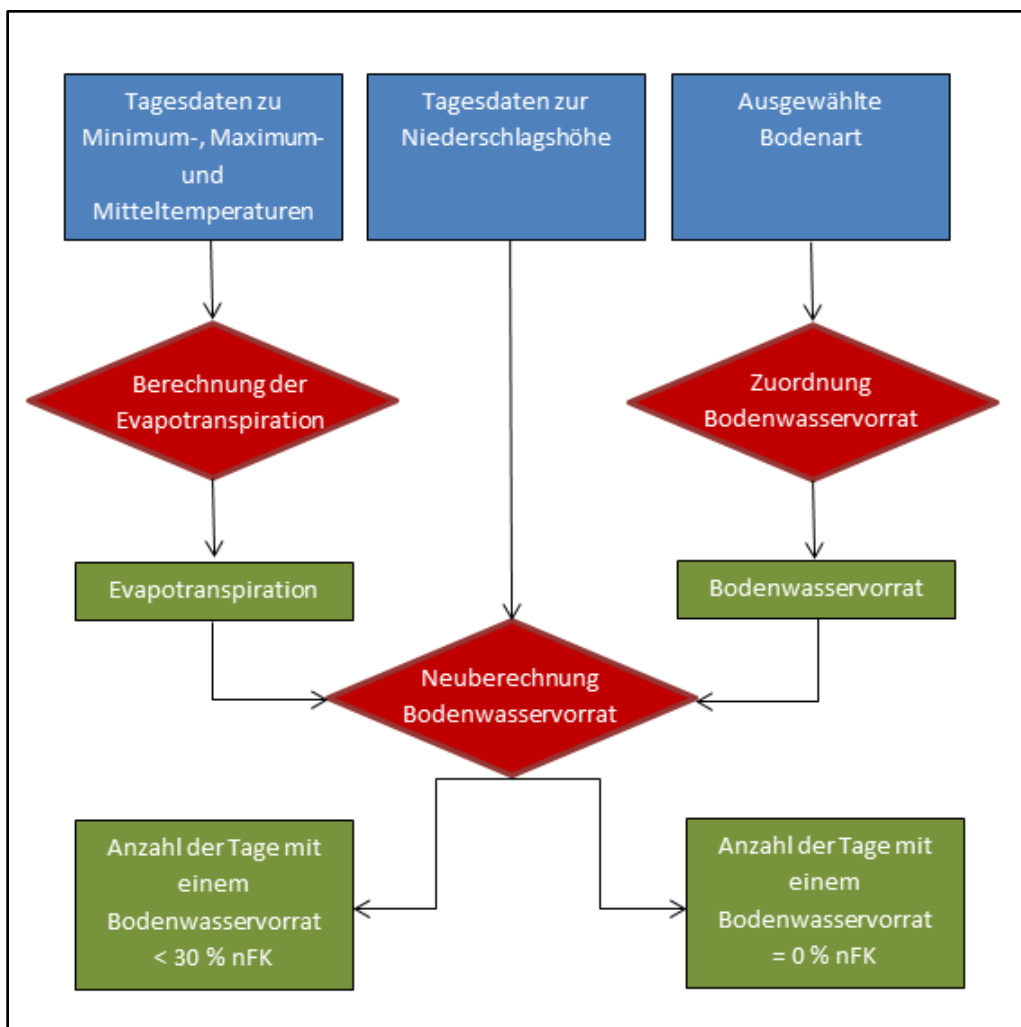 Tagesdaten zu
Minimum-, Maximum-
und
Mitteltemperaturen
Tagesdaten zur
Niederschlagshöhe
Ausgewählte
Bodenart
Berechnung der
Evapotranspiration
Zuordnung
Bodenwasservorrat
Evapotranspiration
Bodenwasservorrat
Neuberechnung
Bodenwasservorrat
Anzahl der Tage mit
einem
Bodenwasservorrat
< 30 % nFK
Anzahl der Tage mit
einem
Bodenwasservorrat
= 0 % nFK